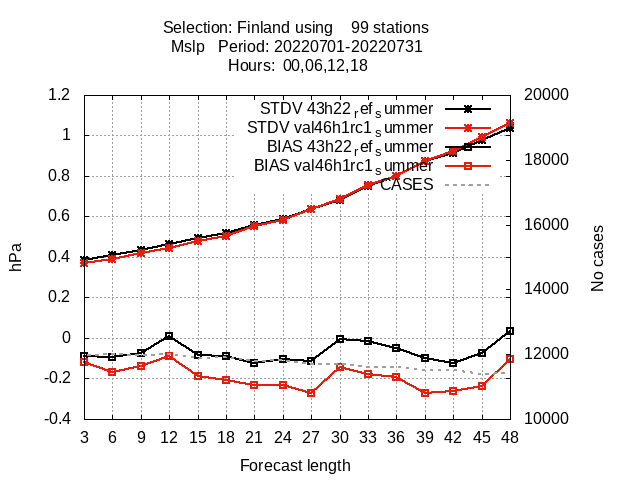 Selection: Finland using    99 stations
Mslp   Period: 20220701-20220731
Hours:  00,06,12,18
1.2
1
0.8
0.6
0.4
0.2
0
-0.2
-0.4
hPa
STDV 43h22_ref_summer
STDV val46h1rc1_summer
BIAS 43h22_ref_summer
BIAS val46h1rc1_summer
CASES
20000
18000
16000
14000
12000
10000
No cases
3 6 9 12 15 18 21 24 27 30 33 36 39 42 45 48
Forecast length